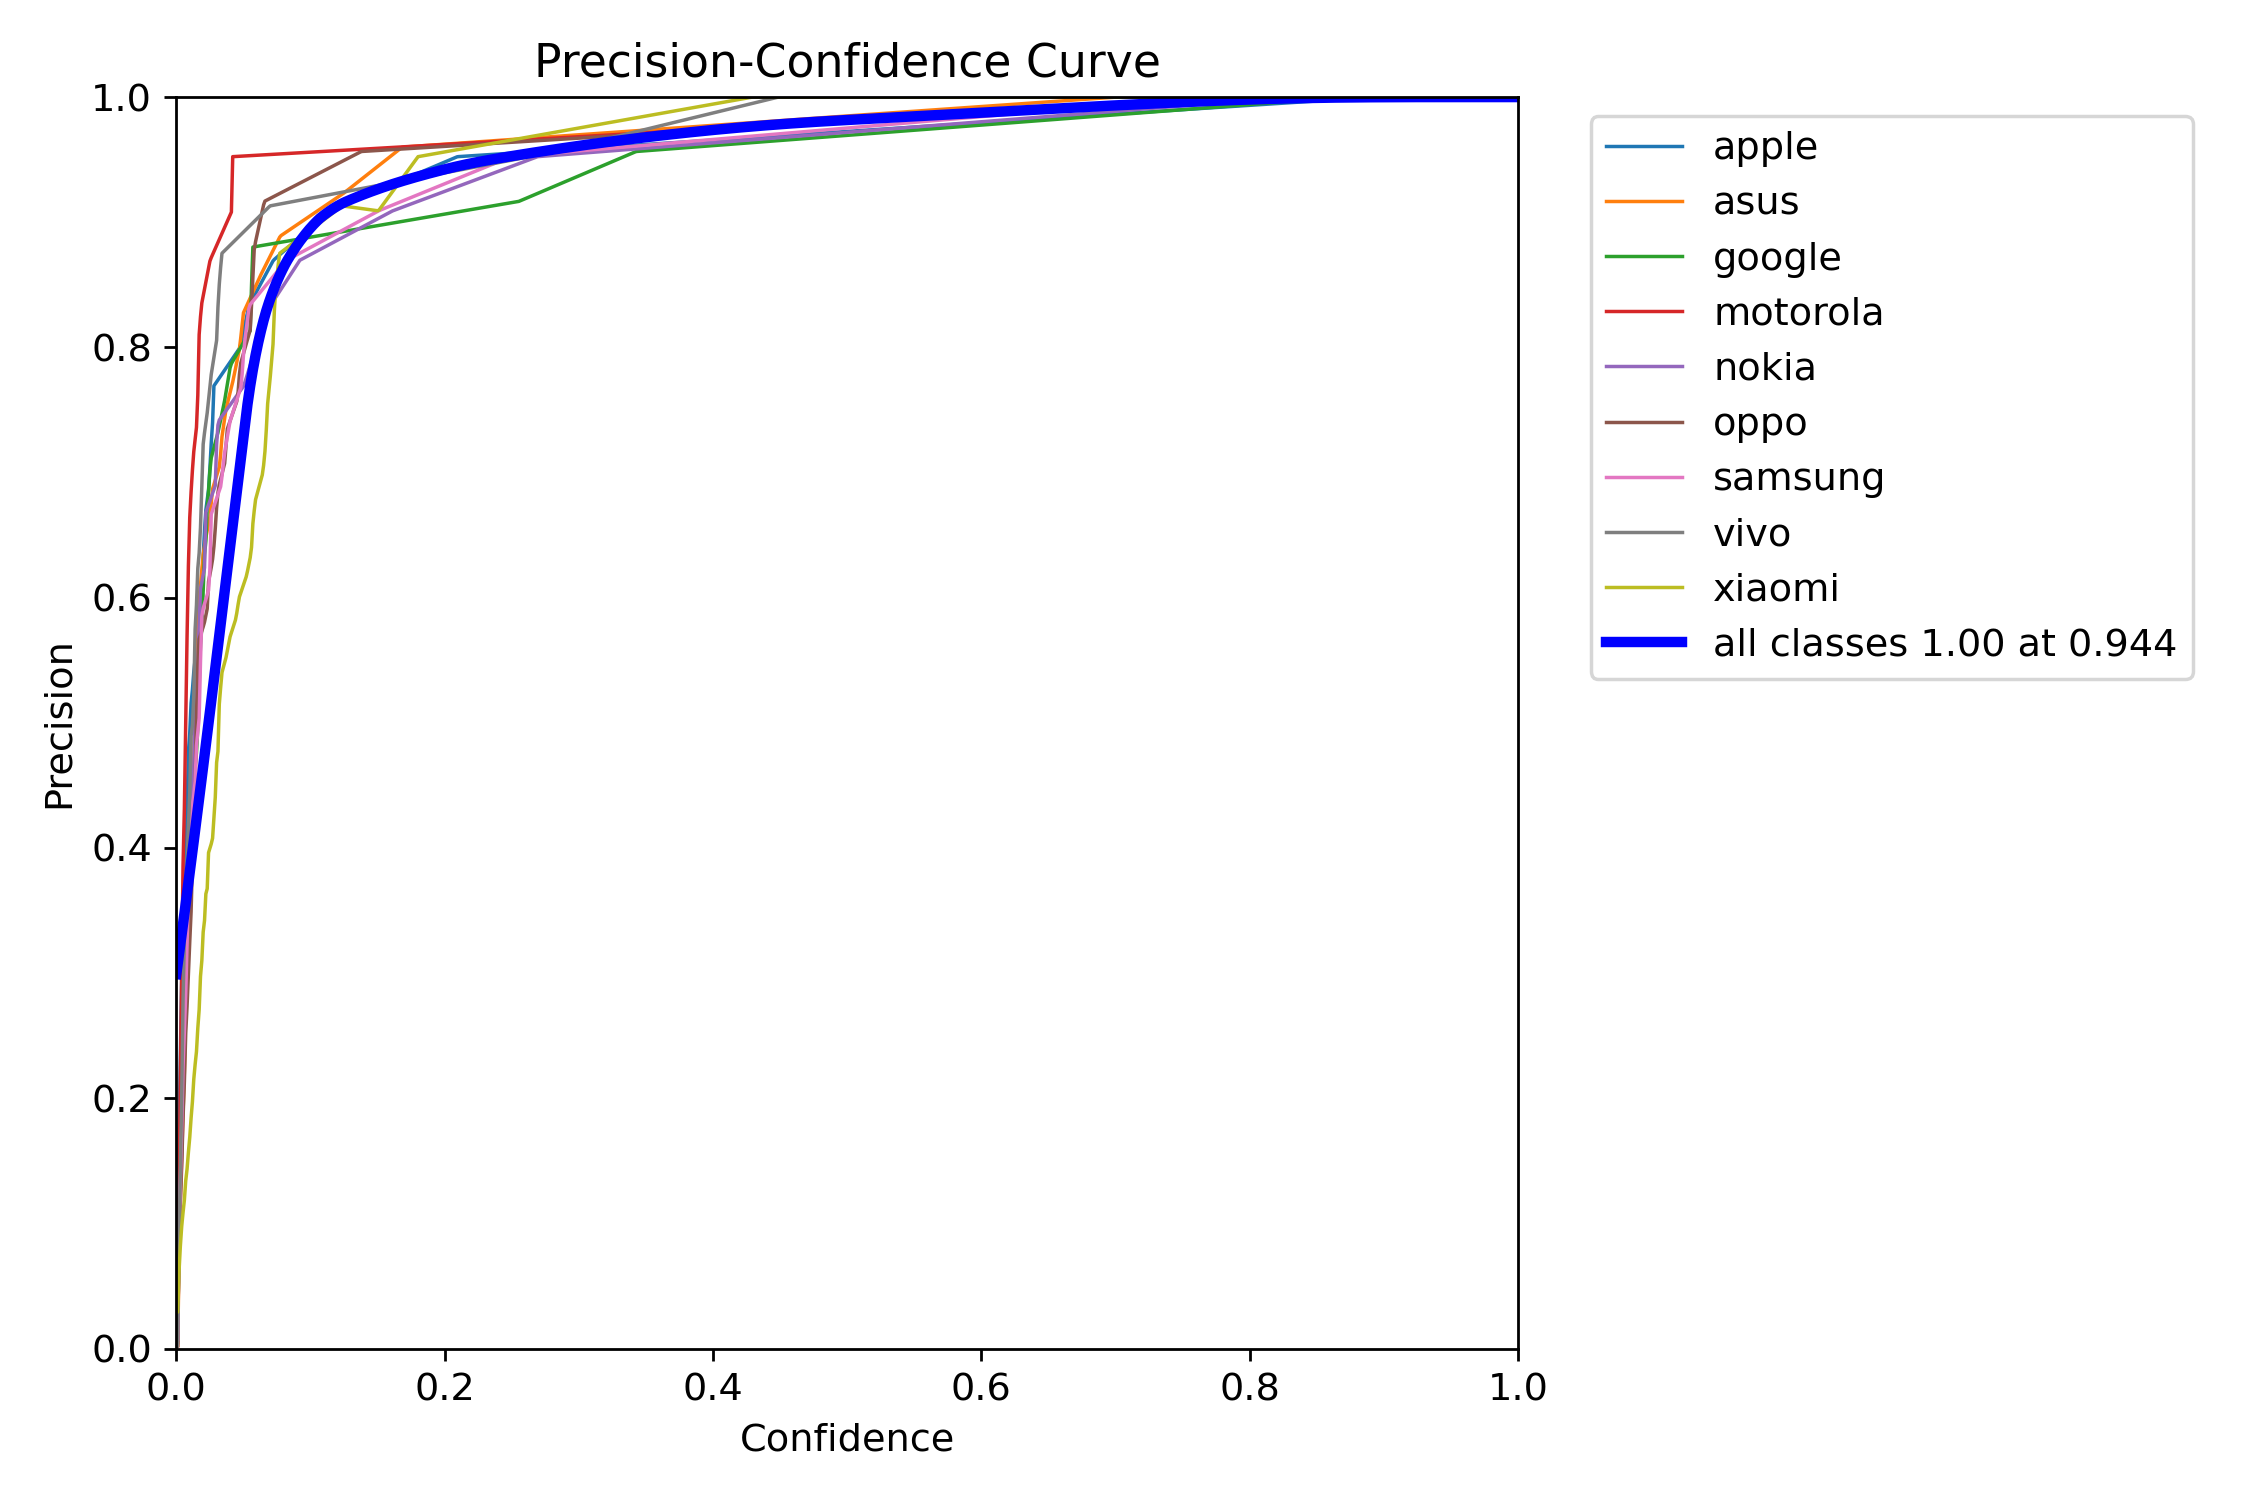 Precision-Confidence Curve
1.0
0.8
0.6
0.4
0.2
0.0
Precision
0.0 0.2 0.4 0.6 0.8 1.0
Confidence
apple
asus
google
motorola
nokia
oppo
samsung
vivo
xiaomi
all classes 1.00 at 0.944